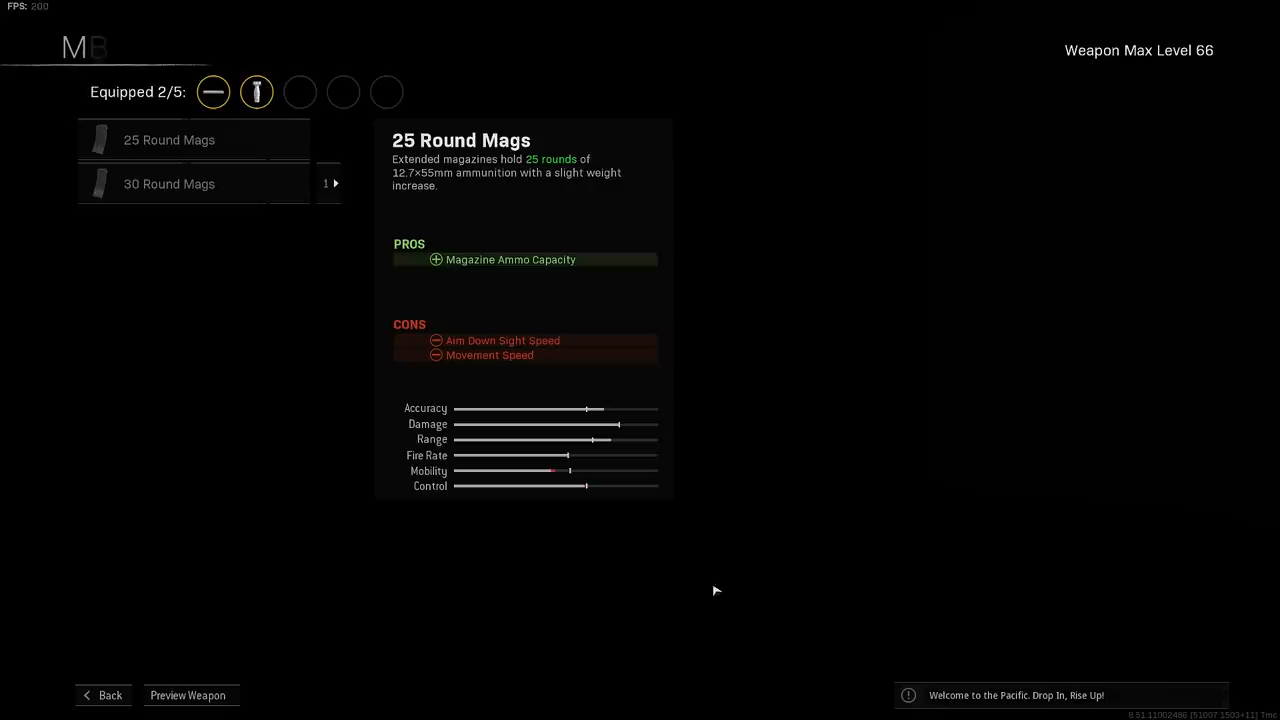 FPS: 200
MB
Weapon Max Level 66
Equipped 2/5:
25 Round Mags
30 Round Mags
1
25 Round Mags
Extended magazines hold 25 rounds of
12.7×55mm ammunition with a slight weight
increase.
PROS
Magazine Ammo Capacity
CONS
Aim Down Sight Speed
Movement Speed
Accuracy
Damage
Range
Fire Rate
Mobility
Control
Back
Preview Weapon
Welcome to the Pacific. Drop In, Rise Up!